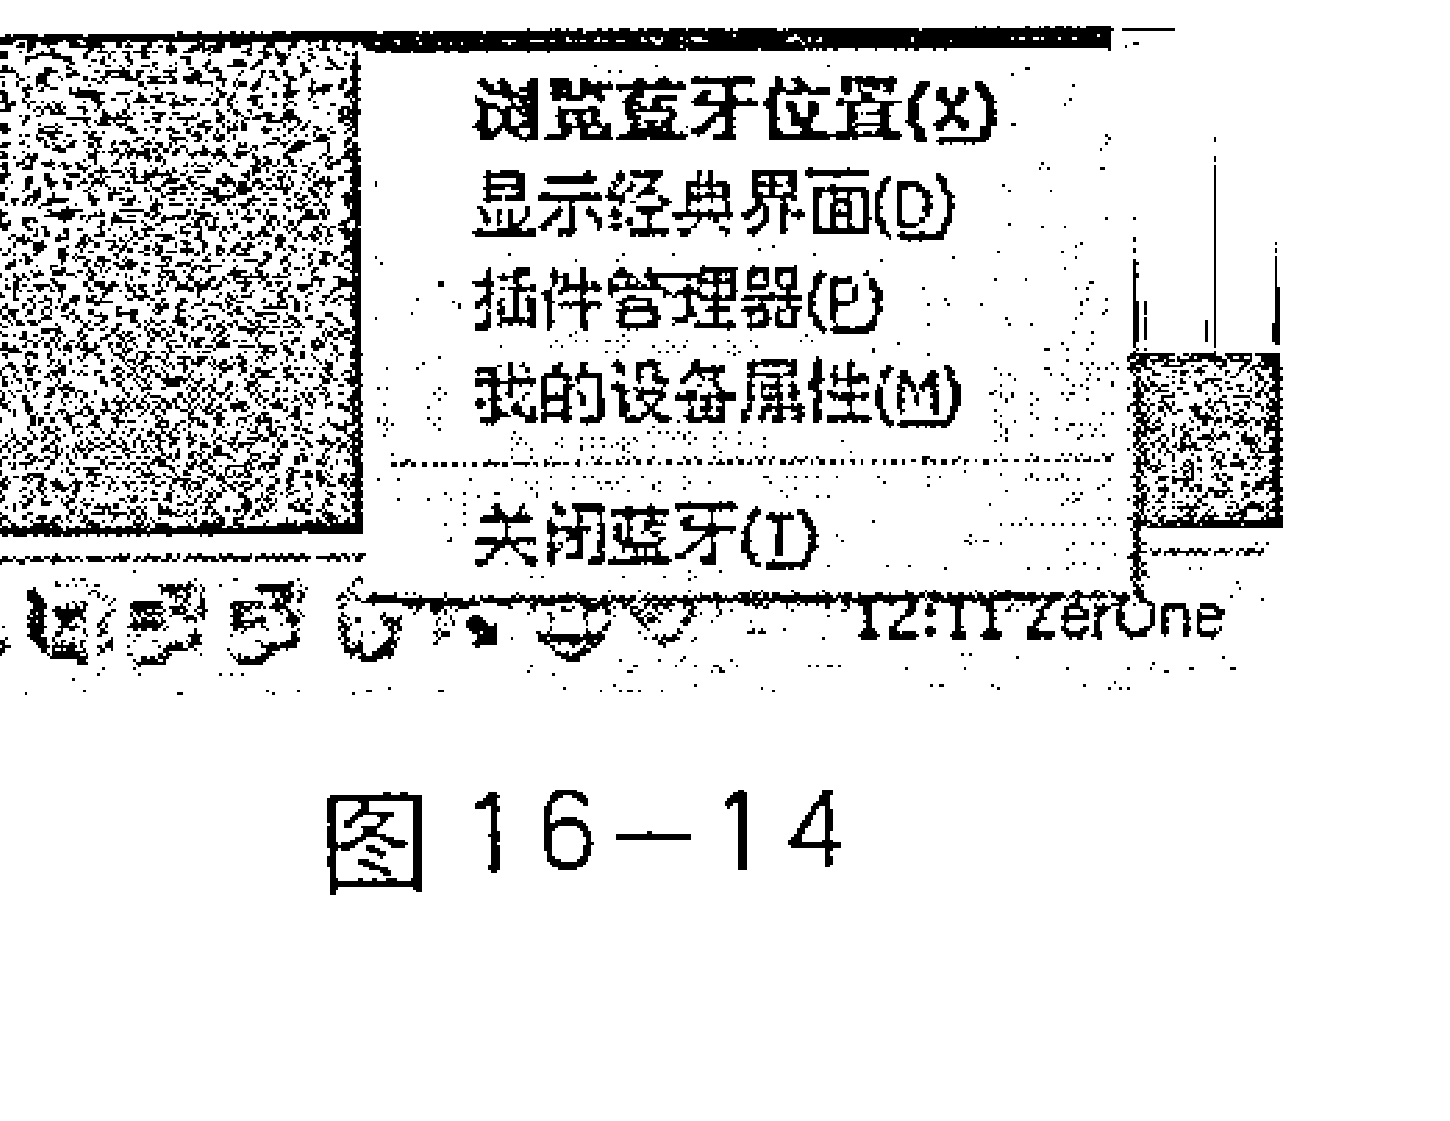 浏览蓝牙位置(X)
显示经典界面(D)
插件管理器(P)
我的设备属性(M)
关闭蓝牙(T)
12:11 ZerOne
图 16－14